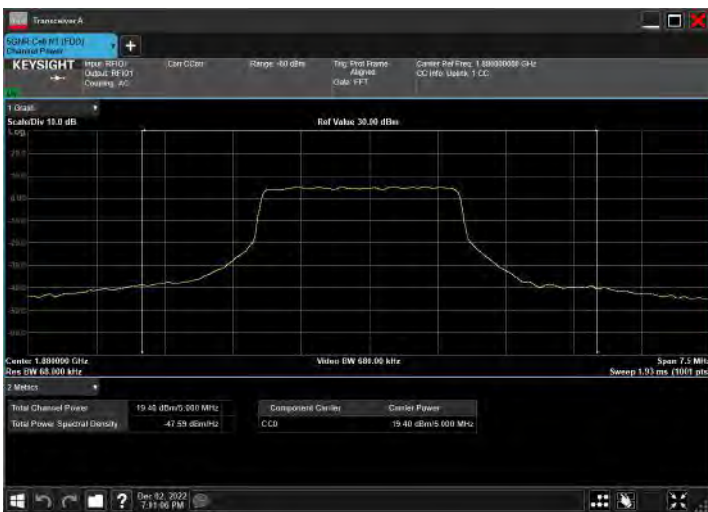 Transceiver A
5GNR Cell #1 (FDD)
Channel Power
KEYSIGHT
Input: RFIO1
Output: RFIO1
Coupling: AC
Corr CCorr
Range: -60 dBm
Trig: Prot Frame
Aligned
Gate: FFT
Carrier Ref Freq: 1.880000000 GHz
CC Info: Uplink, 1 CC
1 Graph
Scale/Div 10.0 dB
Ref Value 30.00 dBm
Log
Center 1.880000 GHz
Video BW 680.00 kHz
Span 7.5 MHz
Res BW 68.000 kHz
Sweep 1.93 ms (1001 pts
2 Metrics
Total Channel Power
19.40 dBm/5.000 MHz
Total Power Spectral Density
-47.59 dBm/Hz
Component Carrier
Carrier Power
CC0
19.40 dBm/5.000 MHz
Dec 02, 2022